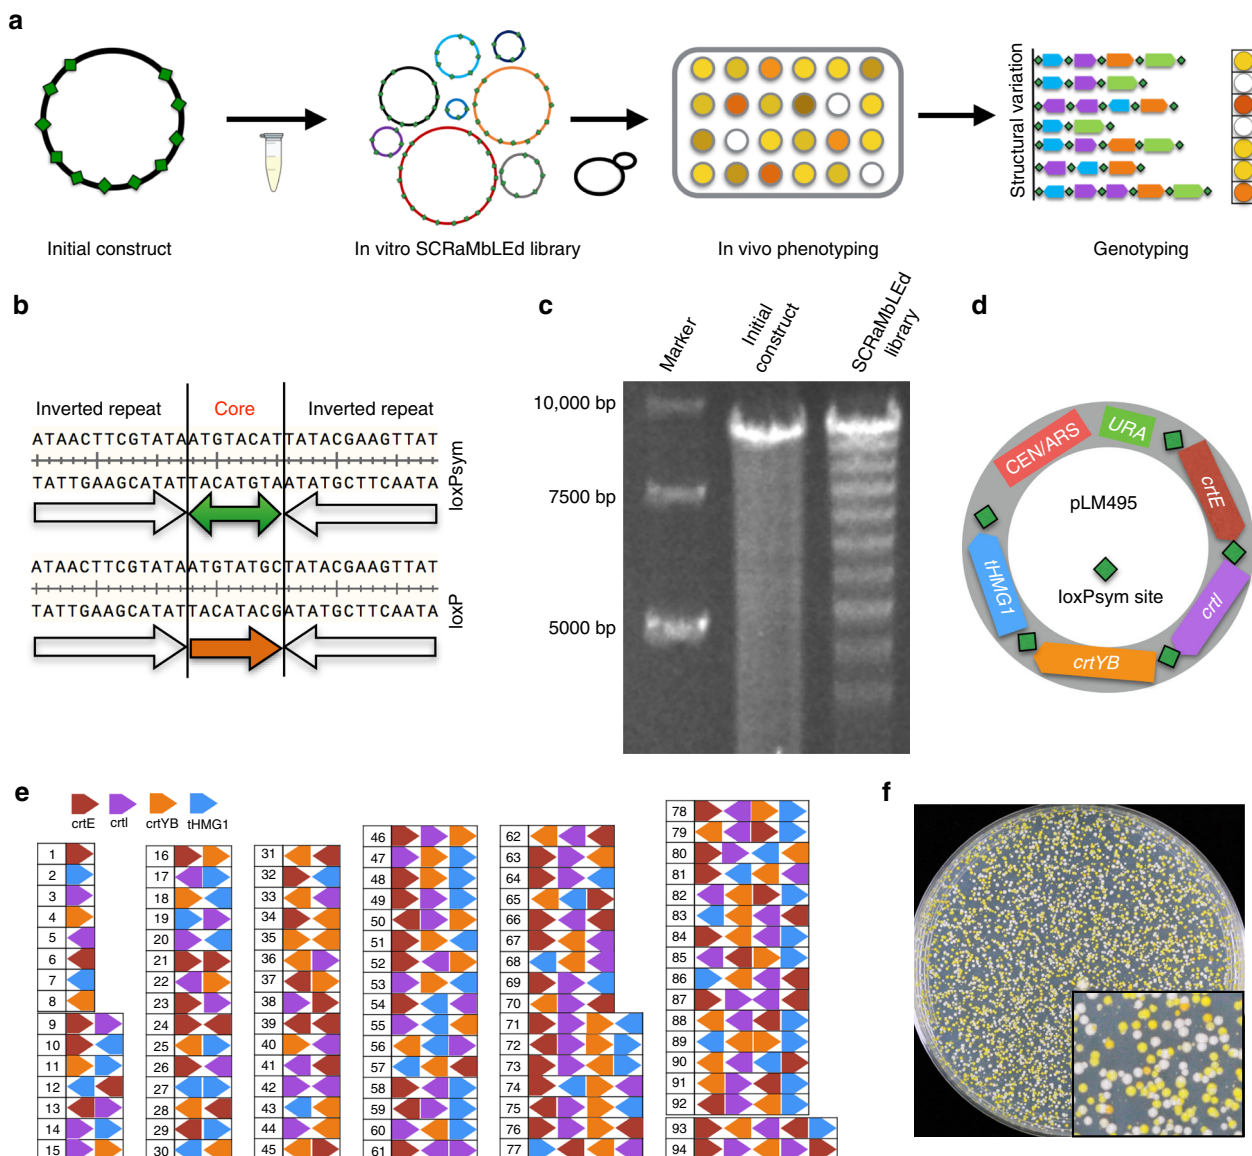 a
Initial construct
In vitro SCRaMbLEd library
In vivo phenotyping
Genotyping
Structural variation
b
Inverted repeat
Core
Inverted repeat
ATAACTTCGTATAATGTACATTATACGAAGTTAT
TATTGAAGCATATTACATGTAATATGCTTCAATA
loxPsym
ATAACTTCGTATAATGTATGCTATACGAAGTTAT
TATTGAAGCATATTACATACGATATGCTTCAATA
loxP
c
Marker
Initial construct
SCRaMbLEd library
10,000 bp
7500 bp
5000 bp
d
CEN/ARS
URA
crtE
crtI
crtYB
tHMG1
pLM495
loxPsym site
e
crtE
crtI
crtYB
tHMG1
1
2
3
4
5
6
7
8
9
10
11
12
13
14
15
16
17
18
19
20
21
22
23
24
25
26
27
28
29
30
31
32
33
34
35
36
37
38
39
40
41
42
43
44
45
46
47
48
49
50
51
52
53
54
55
56
57
58
59
60
61
62
63
64
65
66
67
68
69
70
71
72
73
74
75
76
77
78
79
80
81
82
83
84
85
86
87
88
89
90
91
92
93
94
f